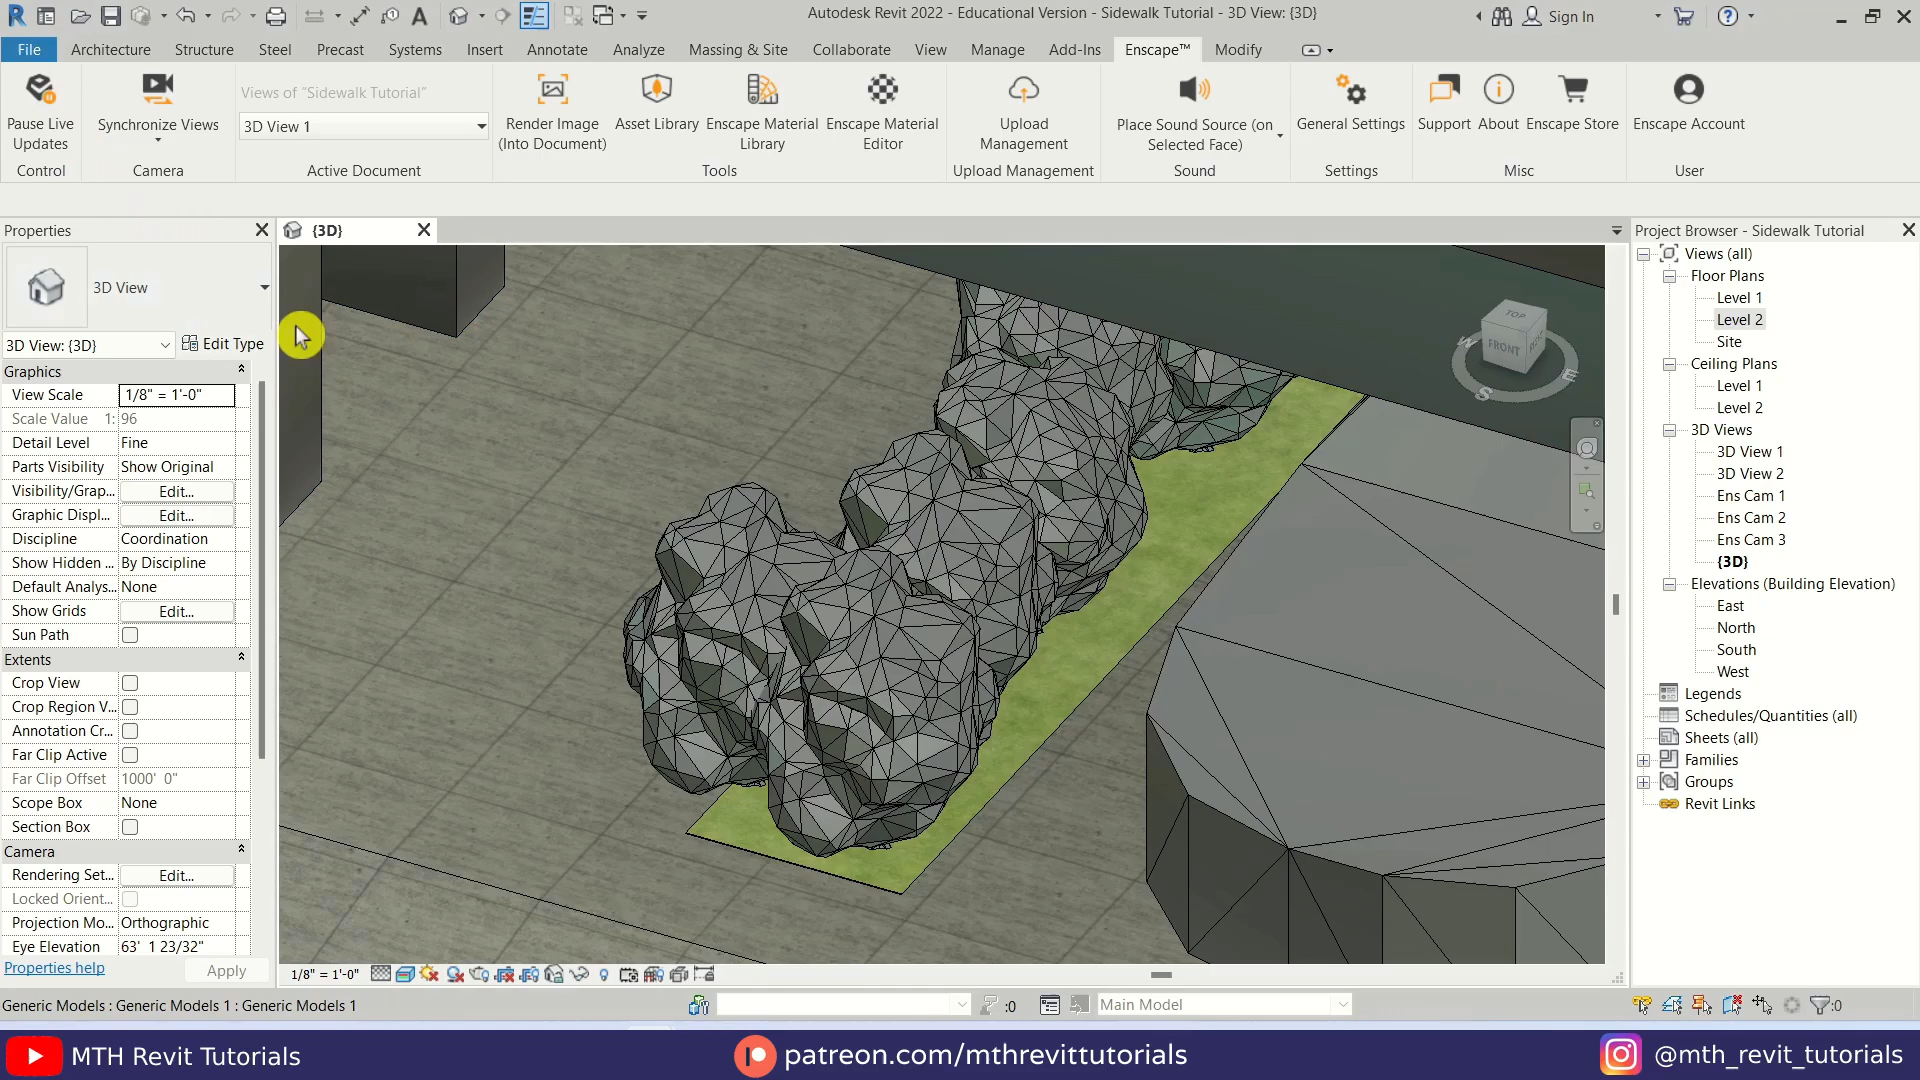 Autodesk Revit 2022 - Educational Version - Sidewalk Tutorial - 3D View: {3D}
Sign In
File
Architecture
Structure
Steel
Precast
Systems
Insert
Annotate
Analyze
Massing & Site
Collaborate
View
Manage
Add-Ins
Enscape™
Modify
Pause Live
Updates
Synchronize Views
Views of "Sidewalk Tutorial"
3D View 1
Render Image
(Into Document)
Asset Library
Enscape Material
Library
Enscape Material
Editor
Upload
Management
Place Sound Source (on
Selected Face)
General Settings
Support
About
Enscape Store
Enscape Account
Control
Camera
Active Document
Tools
Upload Management
Sound
Settings
Misc
User
Properties
{3D}
Project Browser - Sidewalk Tutorial
3D View
3D View: {3D}
Edit Type
Graphics
View Scale
1/8" = 1'-0"
Scale Value 1:
96
Detail Level
Fine
Parts Visibility
Show Original
Visibility/Grap...
Edit...
Graphic Displ...
Edit...
Discipline
Coordination
Show Hidden ...
By Discipline
Default Analys...
None
Show Grids
Edit...
Sun Path
Extents
Crop View
Crop Region V...
Annotation Cr...
Far Clip Active
Far Clip Offset
1000' 0"
Scope Box
None
Section Box
Camera
Rendering Set...
Edit...
Locked Orient...
Projection Mo...
Orthographic
Eye Elevation
63' 1 23/32"
Properties help
Apply
TOP
FRONT
W
S
E
Views (all)
Floor Plans
Level 1
Level 2
Site
Ceiling Plans
Level 1
Level 2
3D Views
3D View 1
3D View 2
Ens Cam 1
Ens Cam 2
Ens Cam 3
{3D}
Elevations (Building Elevation)
East
North
South
West
Legends
Schedules/Quantities (all)
Sheets (all)
Families
Groups
Revit Links
1/8" = 1'-0"
Generic Models : Generic Models 1 : Generic Models 1
:0
Main Model
:0
MTH Revit Tutorials
patreon.com/mthrevittutorials
@mth_revit_tutorials